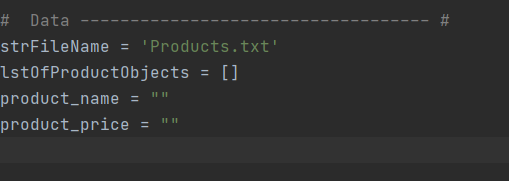 #  Data ----------------------------------- #
strFileName = 'Products.txt'
lstOfProductObjects = []
product_name = ""
product_price = ""